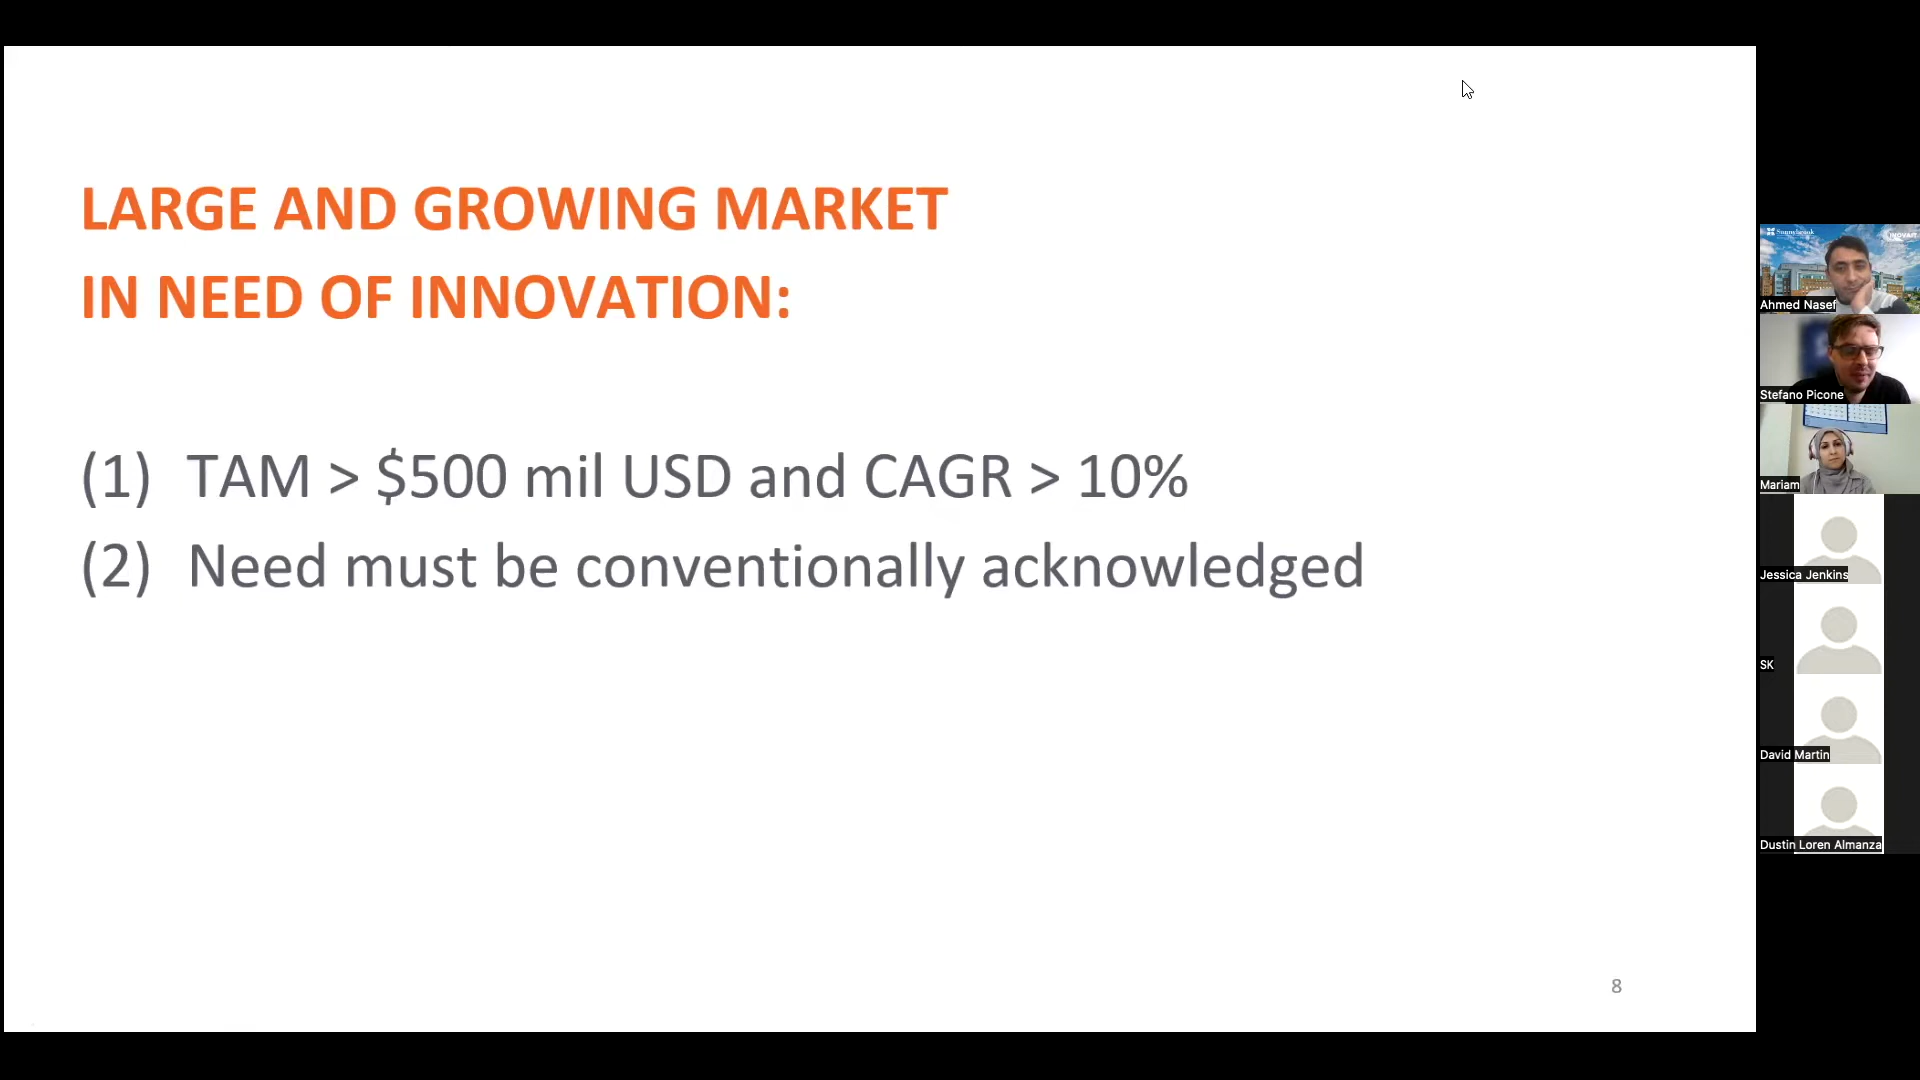 LARGE AND GROWING MARKET
IN NEED OF INNOVATION:
(1) TAM > $500 mil USD and CAGR > 10%
(2) Need must be conventionally acknowledged
8
Sunnybrook
Ahmed Nasef
Stefano Picone
Mariam
Jessica Jenkins
SK
David Martin
Dustin Loren Almanza